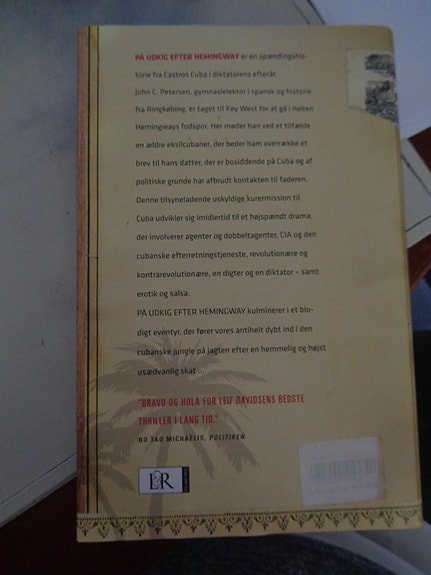 PÅ UDKIG EFTER HEMINGWAY er en spændingshis-
torie fra Castros Cuba i diktatorens efterår.
John C. Petersen, gymnasielektor i spansk og historie
fra Ringkøbing, er taget til Key West for at gå i helten
Hemingways fodspor. Her møder han ved et tilfælde
en ældre eksilcubaner, der beder ham overrække et
brev til hans datter, der er bosiddende på Cuba og af
politiske grunde har afbrudt kontakten til faderen.
Denne tilsyneladende uskyldige kurermission til
Cuba udvikler sig imidlertid til et højspændt drama,
der involverer agenter og dobbeltagenter, CIA og den
cubanske efterretningstjeneste, revolutionære og
kontrarevolutionære, en digter og en diktator – samt
erotik og salsa.
PÅ UDKIG EFTER HEMINGWAY kulminerer i et blo-
digt eventyr, der fører vores antihelt dybt ind i den
cubanske jungle på jagten efter en hemmelig og højst
usædvanlig skat ...
"BRAVO OG HOLA FOR LEIF DAVIDSENS BEDSTE
THRILLER I LANG TID."
BO TAO MICHAËLIS, POLITIKEN
L&R